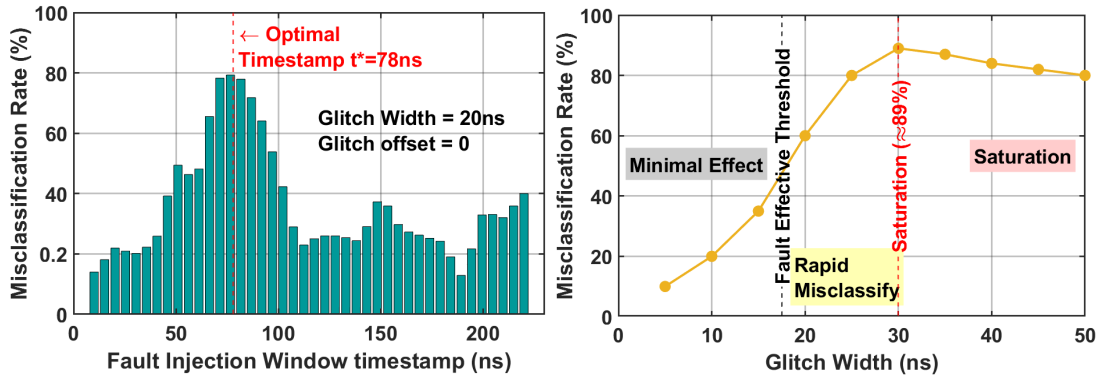 Misclassification Rate (%)
100
80
60
40
0.2
0
← Optimal
Timestamp t*=78ns
Glitch Width = 20ns
Glitch offset = 0
0
50
100
150
200
Fault Injection Window timestamp (ns)
Misclassification Rate (%)
100
80
60
40
20
0
Minimal Effect
Fault Effective Threshold
Saturation (≈89%)
Saturation
Rapid
Misclassify
0
10
20
30
40
50
Glitch Width (ns)